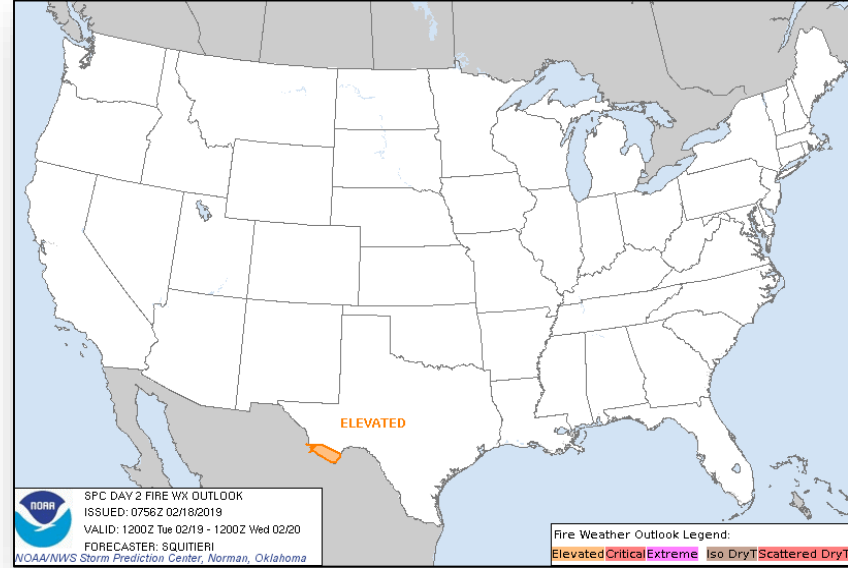 ELEVATED
NOAA
SPC DAY 2 FIRE WX OUTLOOK
ISSUED: 0756Z 02/18/2019
VALID: 1200Z Tue 02/19 - 1200Z Wed 02/20
FORECASTER: SQUITIERI
NOAA/NWS Storm Prediction Center, Norman, Oklahoma
Fire Weather Outlook Legend:
Elevated Critical Extreme Iso DryT Scattered DryT